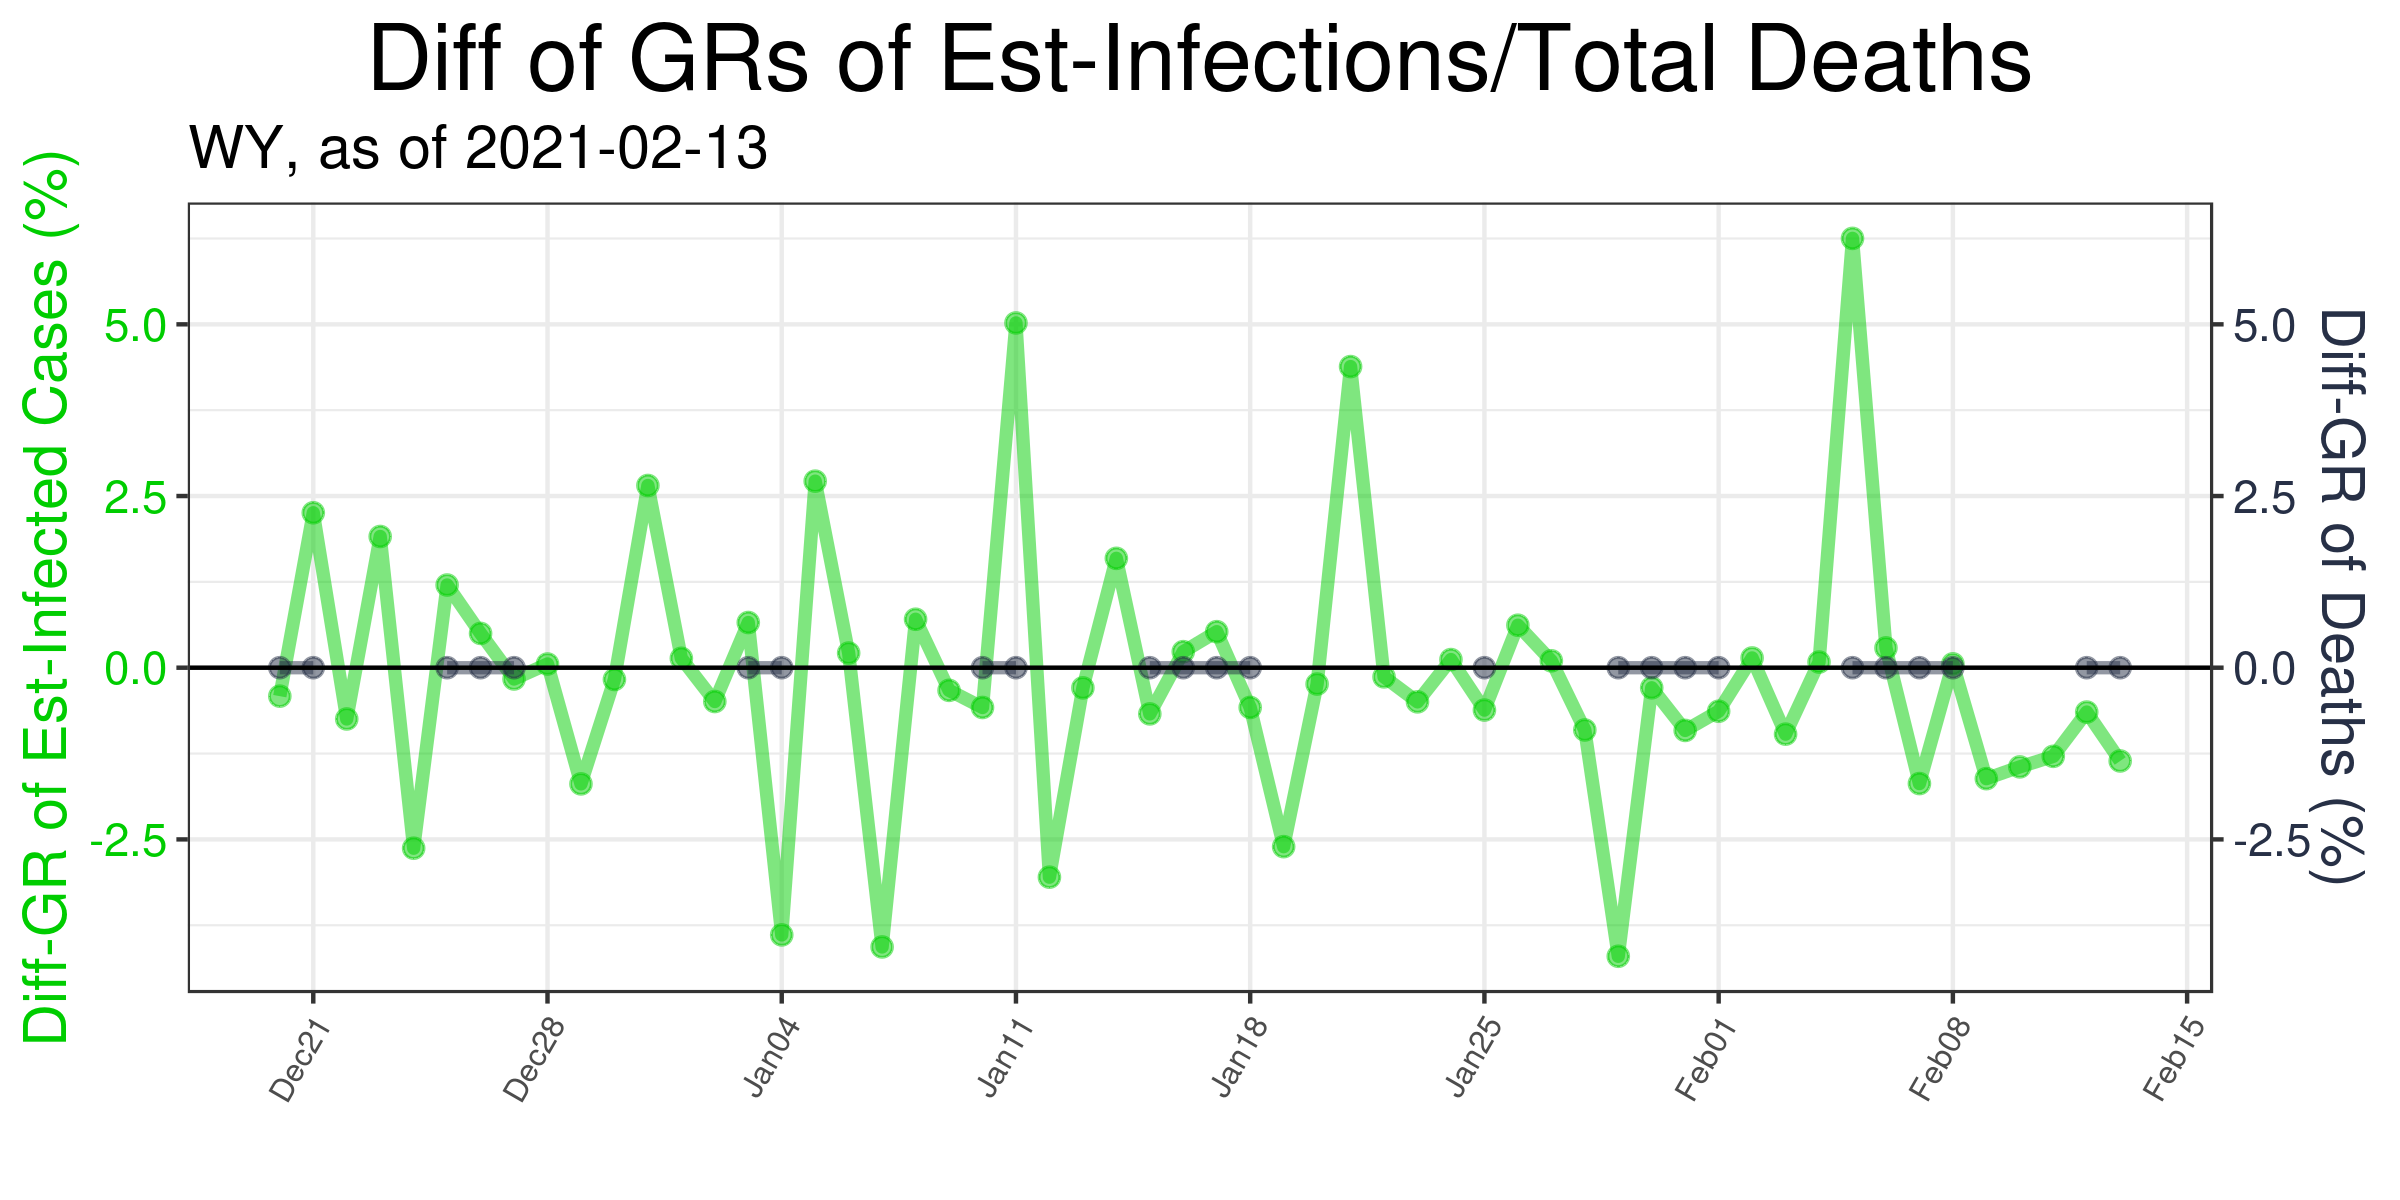 Diff of GRs of Est-Infections/Total Deaths
WY, as of 2021-02-13
Diff-GR of Est-Infected Cases (%)
5.0
2.5
0.0
-2.5
5.0
2.5
0.0
-2.5
Diff-GR of Deaths (%)
Dec21
Dec28
Jan04
Jan11
Jan18
Jan25
Feb01
Feb08
Feb15